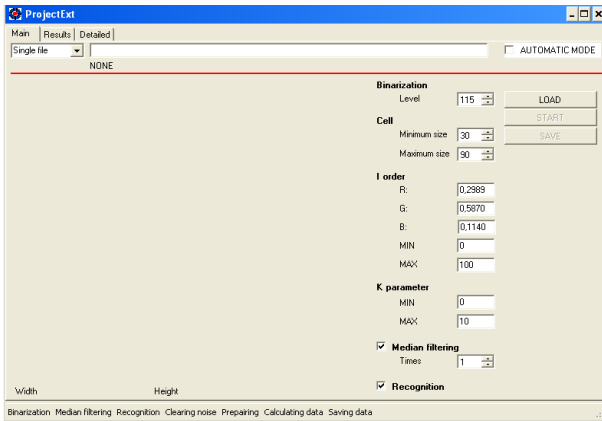 ProjectExt
Main Results Detailed
Single file AUTOMATIC MODE
NONE
Binarization
Level 115 LOAD
START
Cell
Minimum size 30 SAVE
Maximum size 90
I order
R: 0,2989
G: 0,5870
B: 0,1140
MIN 0
MAX 100
K parameter
MIN 0
MAX 10
Median filtering
Times 1
Recognition
Width Height
Binarization Median filtering Recognition Clearing noise Prepairing Calculating data Saving data